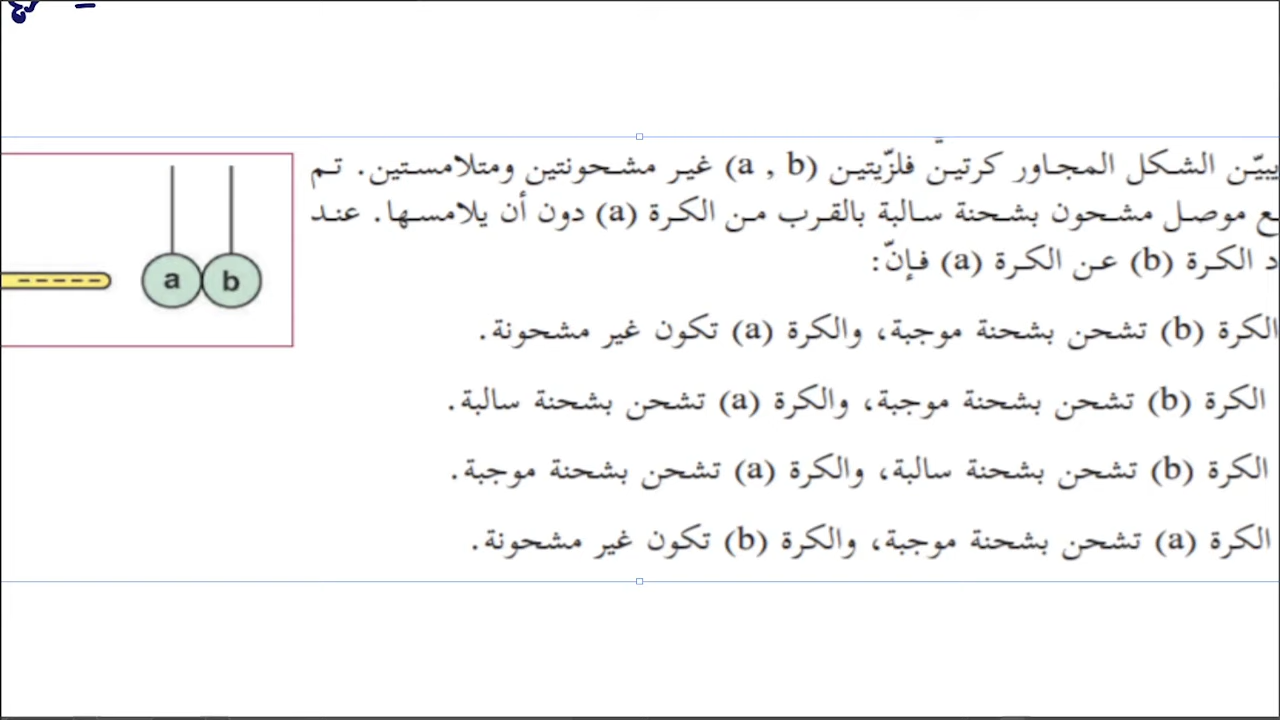 يبيّن الشكل المجاور كرتين فلزّيتين (a , b) غير مشحونتين ومتلامستين. تم
موصل مشحون بشحنة سالبة بالقرب من الكرة (a) دون أن يلامسها. عند
الكرة (b) عن الكرة (a) فإنّ:
الكرة (b) تشحن بشحنة موجبة، والكرة (a) تكون غير مشحونة.
الكرة (b) تشحن بشحنة موجبة، والكرة (a) تشحن بشحنة سالبة.
الكرة (b) تشحن بشحنة سالبة، والكرة (a) تشحن بشحنة موجبة.
الكرة (a) تشحن بشحنة موجبة، والكرة (b) تكون غير مشحونة.
a b